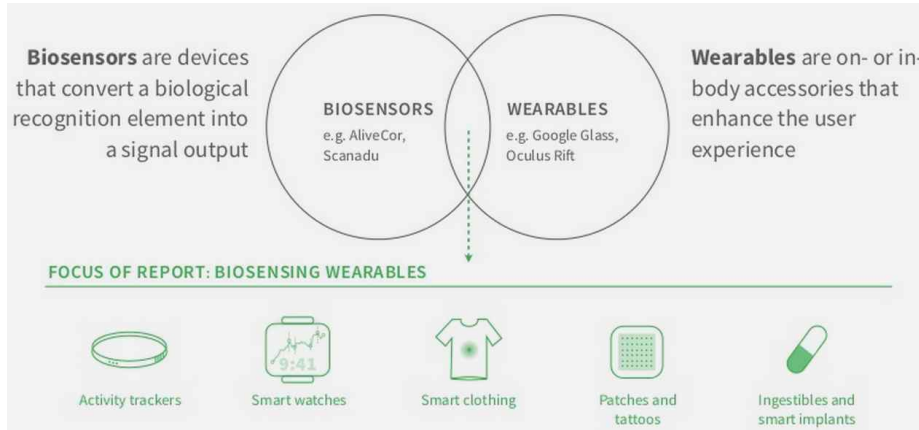 Biosensors are devices
that convert a biological
recognition element into
a signal output
BIOSENSORS
e.g. AliveCor,
Scanadu
WEARABLES
e.g. Google Glass,
Oculus Rift
Wearables are on- or in-
body accessories that
enhance the user
experience
FOCUS OF REPORT: BIOSENSING WEARABLES
9:41
Activity trackers
Smart watches
Smart clothing
Patches and
tattoos
Ingestibles and
smart implants